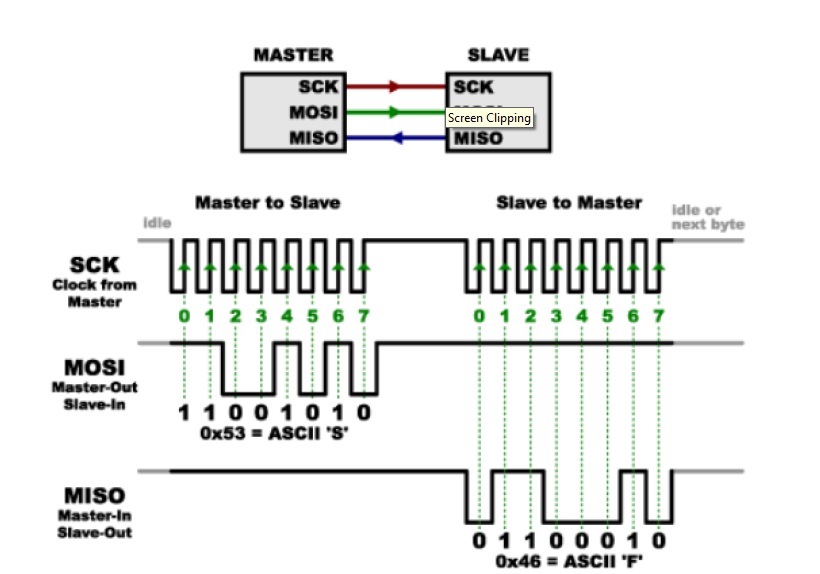 MASTER
SLAVE
SCK
SCK
MOSI
Screen Clipping
MISO
MISO
Master to Slave
Slave to Master
idle
idle or
next byte
SCK
Clock from
Master
0 1 2 3 4 5 6 7
0 1 2 3 4 5 6 7
MOSI
Master-Out
Slave-In
1 1 0 0 1 0 1 0
0x53 = ASCII 'S'
MISO
Master-In
Slave-Out
0 1 1 0 0 0 1 0
0x46 = ASCII 'F'